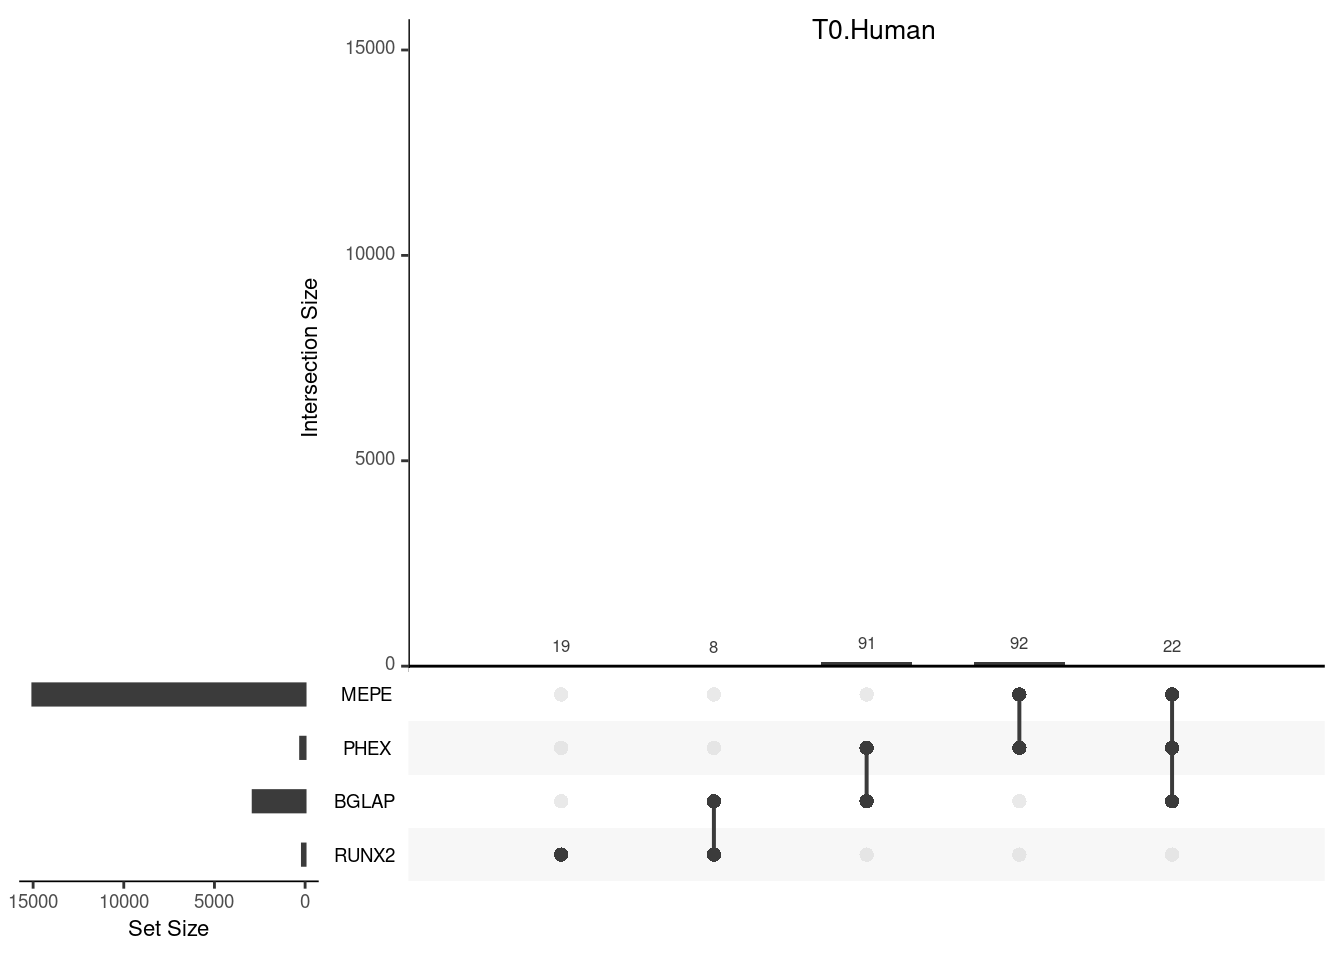 T0.Human
15000
10000
5000
0
Intersection Size
19 8 91 92 22
MEPE
PHEX
BGLAP
RUNX2
15000 10000 5000 0
Set Size